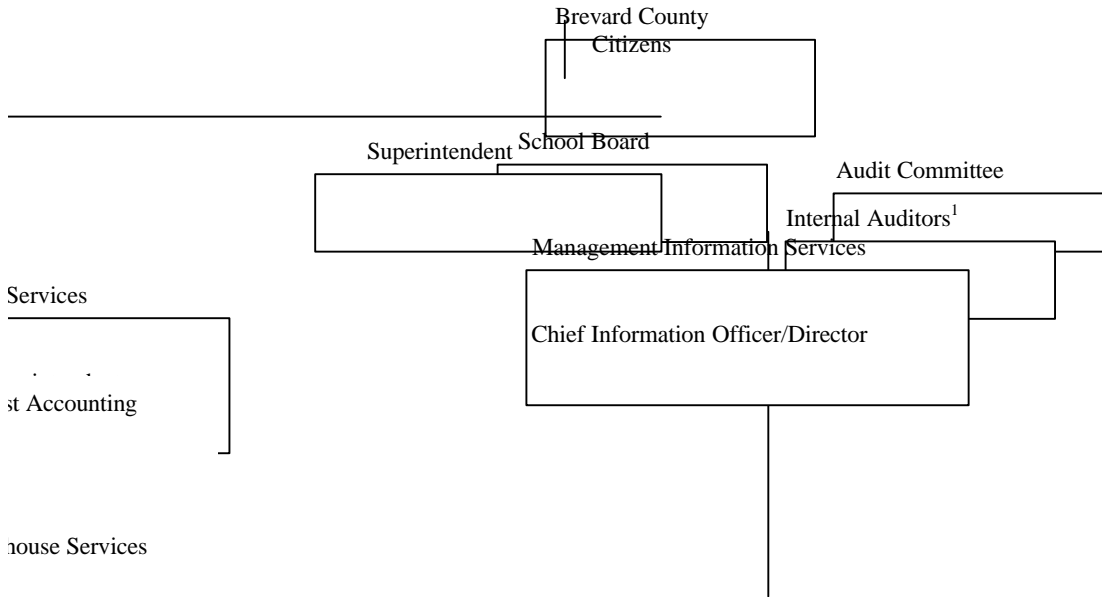 Brevard County
Citizens
School Board
Superintendent
Audit Committee
Internal Auditors¹
Management Information Services
Services
Chief Information Officer/Director
Accounting
Services